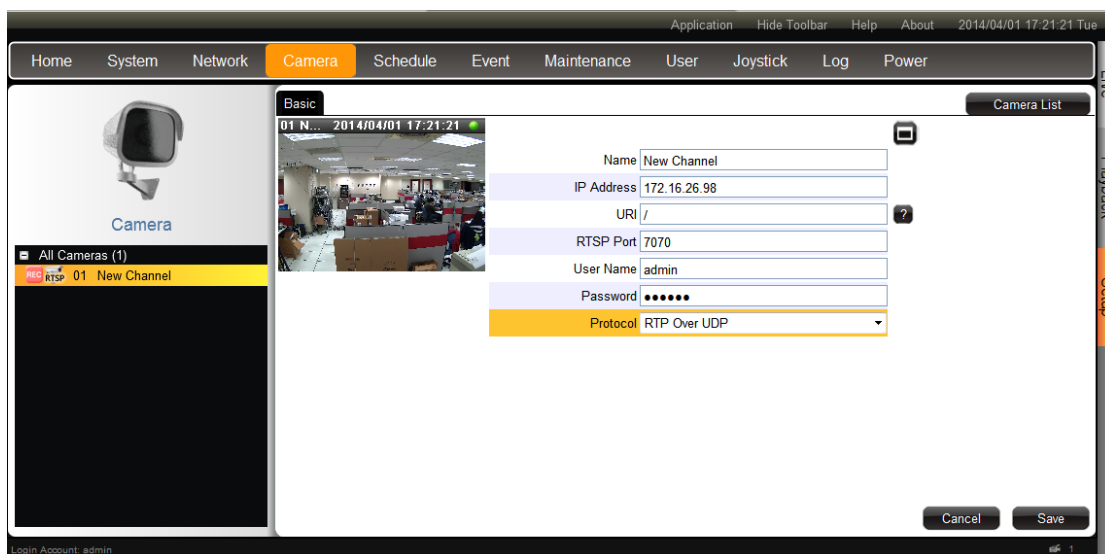 Application Hide Toolbar Help About 2014/04/01 17:21:21 Tue
Home System Network Camera Schedule Event Maintenance User Joystick Log Power
Camera
All Cameras (1)
REC RTSP 01 New Channel
Basic
Camera List
01 N... 2014/04/01 17:21:21
Name New Channel
IP Address 172.16.26.98
URI /
?
RTSP Port 7070
User Name admin
Password ●●●●●●
Protocol RTP Over UDP
Cancel Save
Login Account: admin
1